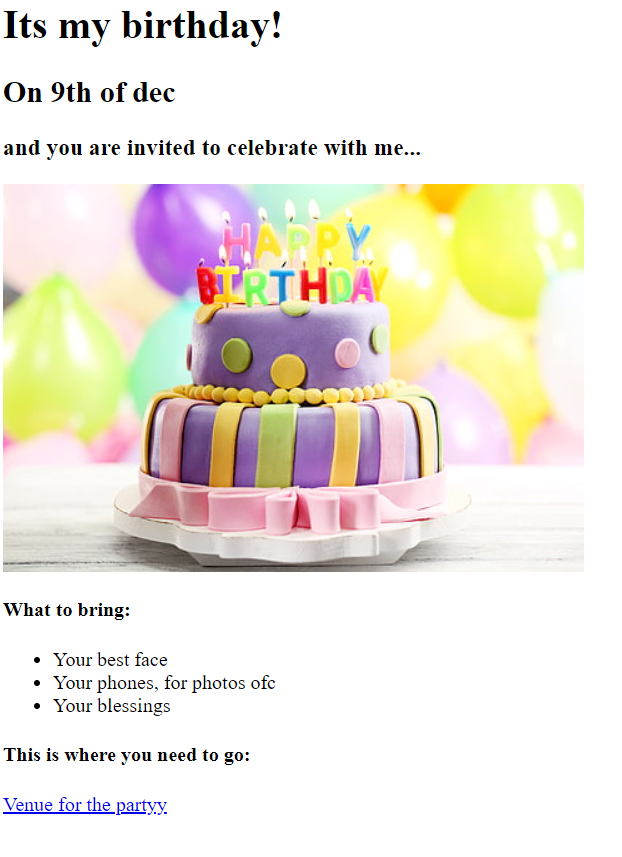 Its my birthday!
On 9th of dec
and you are invited to celebrate with me...
HAPPY
BIRTHDAY
What to bring:
Your best face
Your phones, for photos ofc
Your blessings
This is where you need to go:
Venue for the partyy